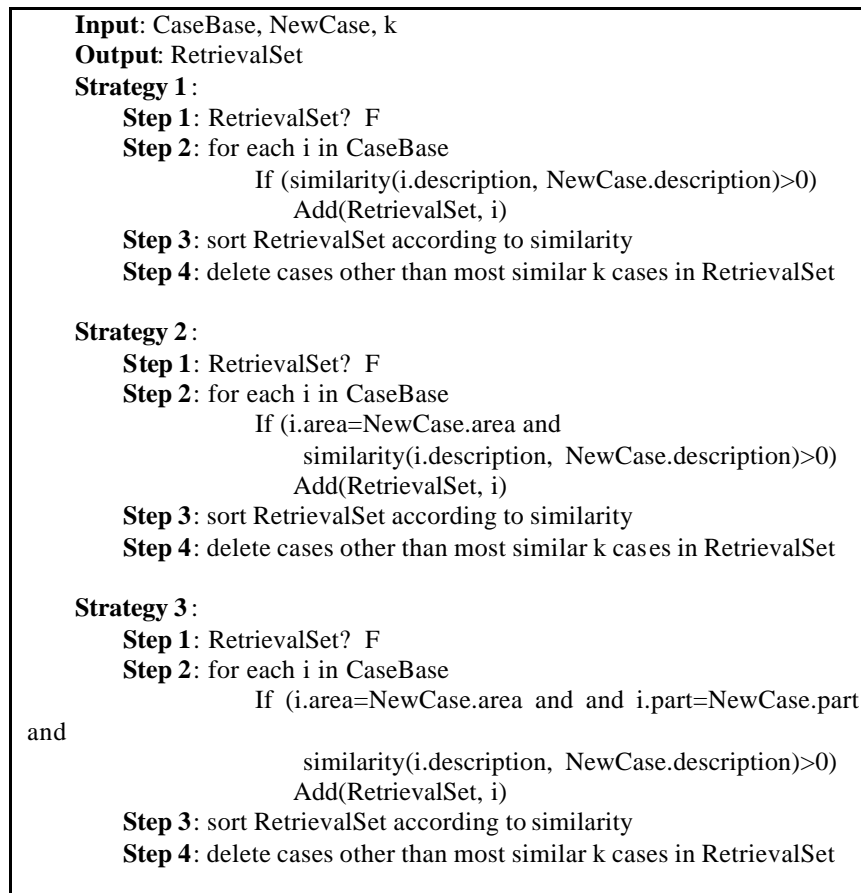 Input: CaseBase, NewCase, k
Output: RetrievalSet
Strategy 1:
Step 1: RetrievalSet? F
Step 2: for each i in CaseBase
If (similarity(i.description, NewCase.description)>0)
Add(RetrievalSet, i)
Step 3: sort RetrievalSet according to similarity
Step 4: delete cases other than most similar k cases in RetrievalSet
Strategy 2:
Step 1: RetrievalSet? F
Step 2: for each i in CaseBase
If (i.area=NewCase.area and
similarity(i.description, NewCase.description)>0)
Add(RetrievalSet, i)
Step 3: sort RetrievalSet according to similarity
Step 4: delete cases other than most similar k cases in RetrievalSet
Strategy 3:
Step 1: RetrievalSet? F
Step 2: for each i in CaseBase
If (i.area=NewCase.area and and i.part=NewCase.part
and
similarity(i.description, NewCase.description)>0)
Add(RetrievalSet, i)
Step 3: sort RetrievalSet according to similarity
Step 4: delete cases other than most similar k cases in RetrievalSet